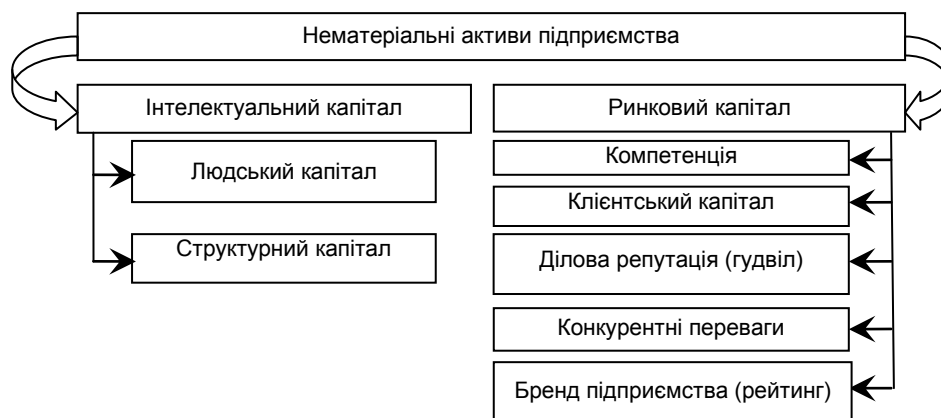 Нематеріальні активи підприємства
Інтелектуальний капітал
Людський капітал
Структурний капітал
Ринковий капітал
Компетенція
Клієнтський капітал
Ділова репутація (гудвіл)
Конкурентні переваги
Бренд підприємства (рейтинг)